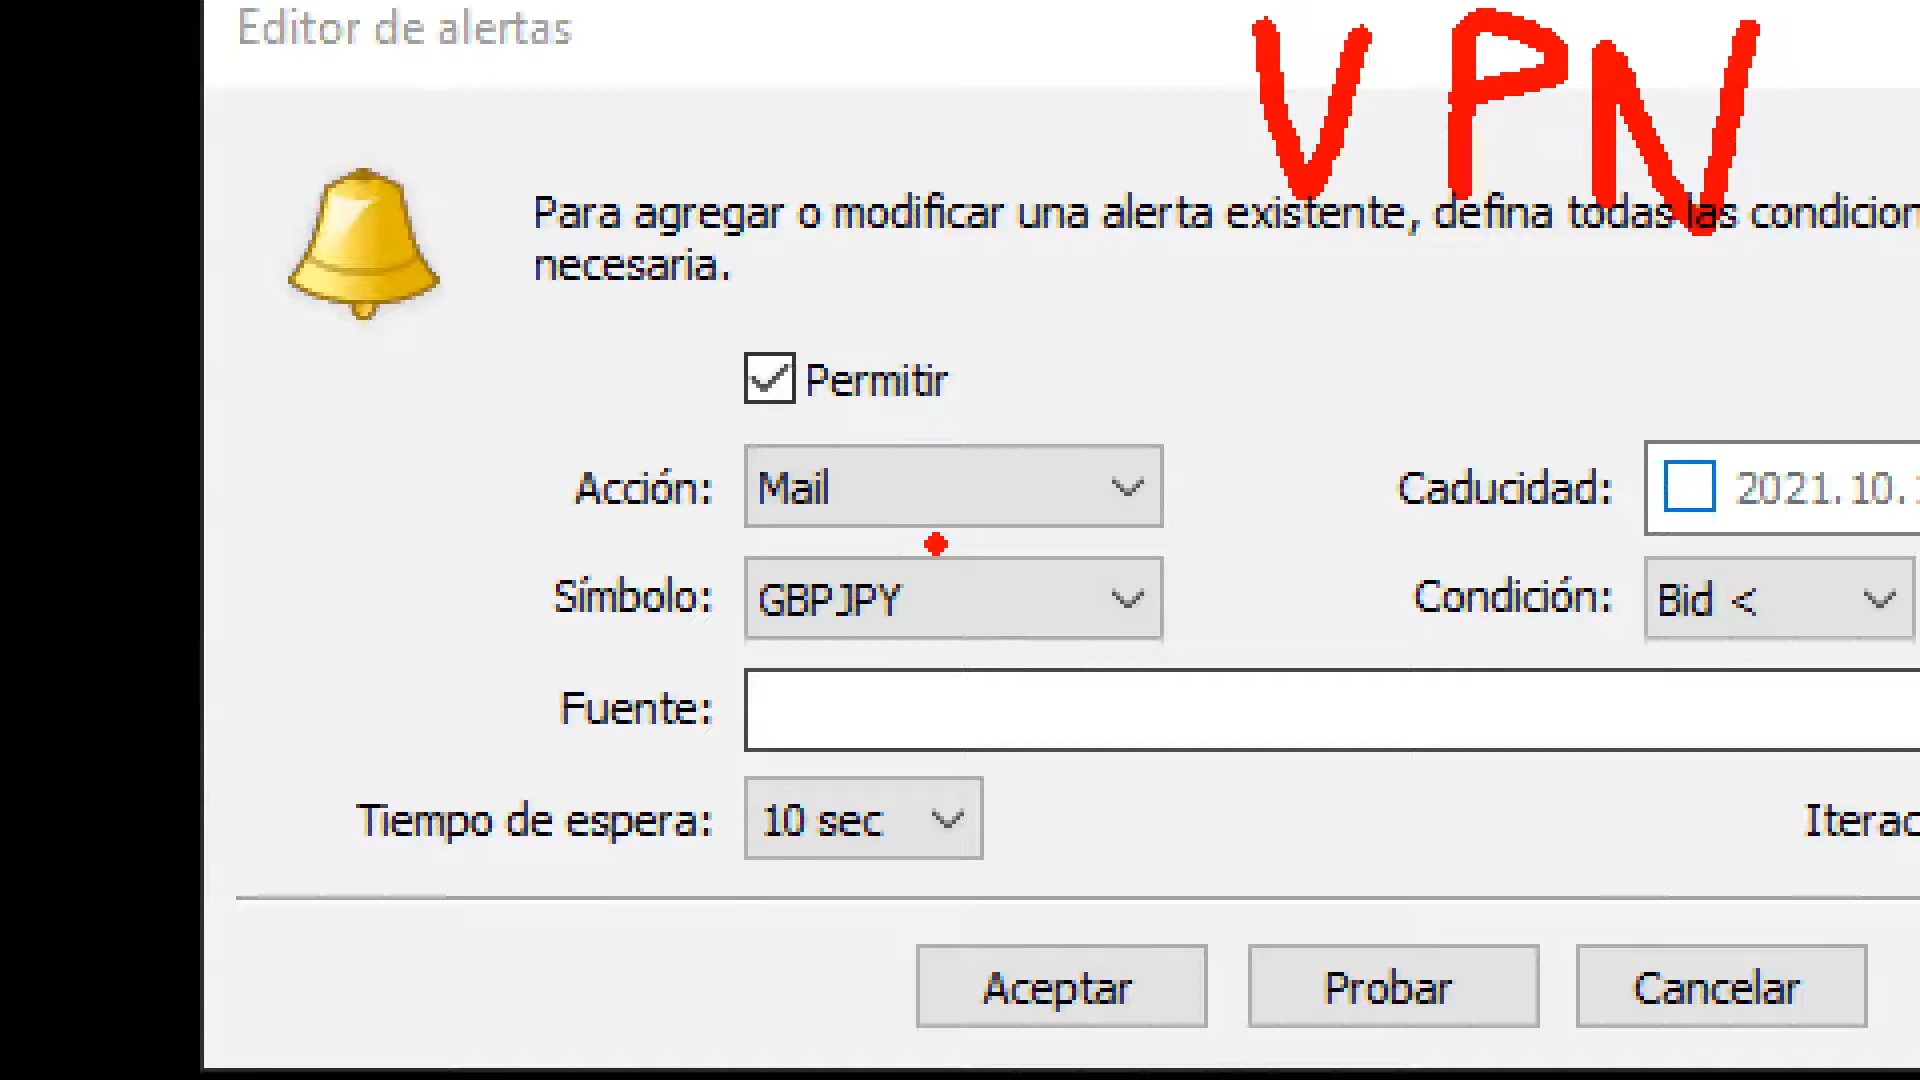 Editor de alertas
VPN
Para agregar o modificar una alerta existente, defina todas las condicion
necesaria.
Permitir
Acción: Mail Caducidad: 2021.10.
Símbolo: GBPJPY Condición: Bid <
Fuente:
Tiempo de espera: 10 sec Iterac
Aceptar Probar Cancelar